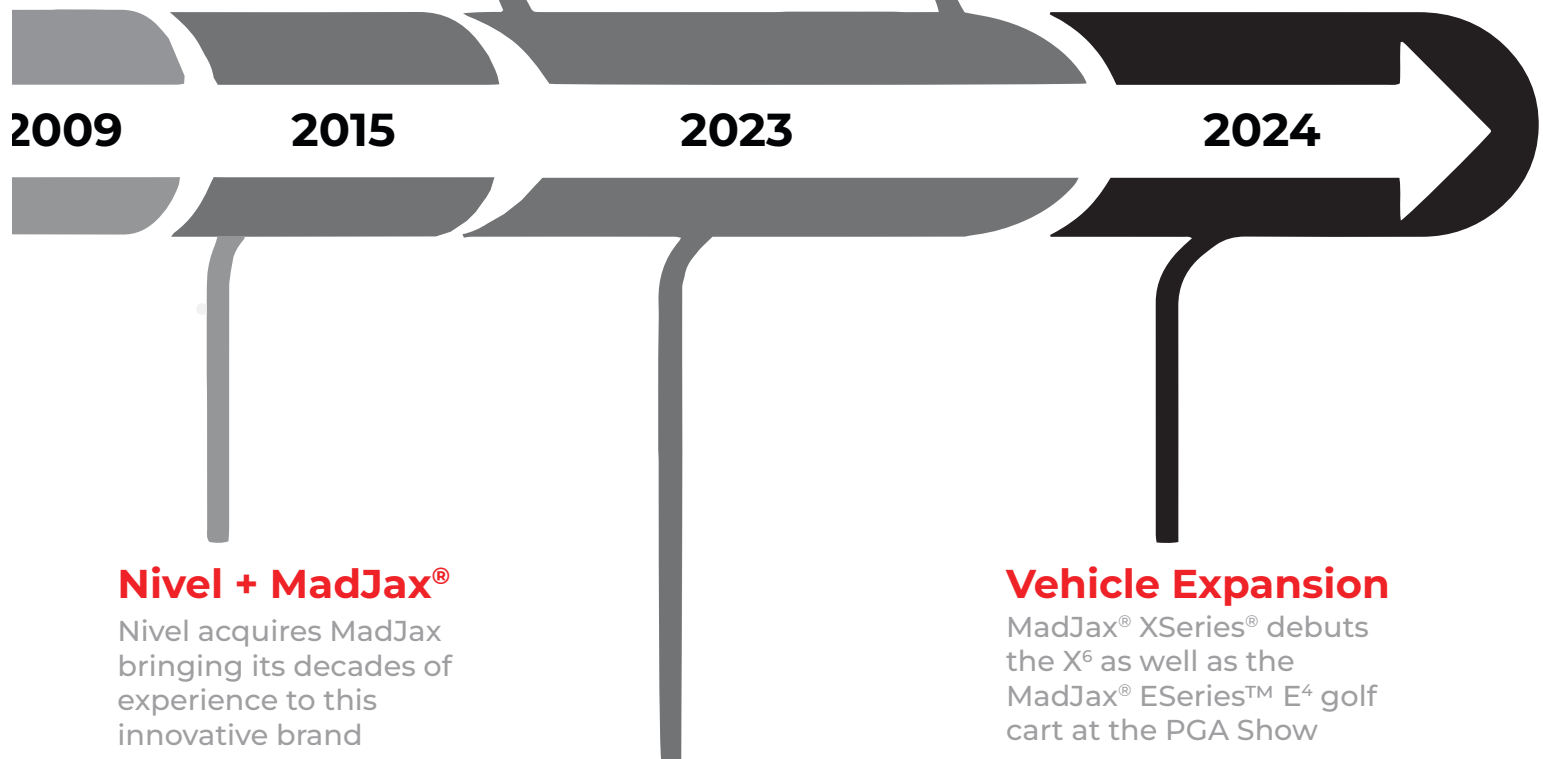 2009
2015
2023
2024
Nivel + MadJax®
Nivel acquires MadJax
bringing its decades of
experience to this
innovative brand
Vehicle Expansion
MadJax® XSeries® debuts
the X⁶ as well as the
MadJax® ESeries™ E⁴ golf
cart at the PGA Show